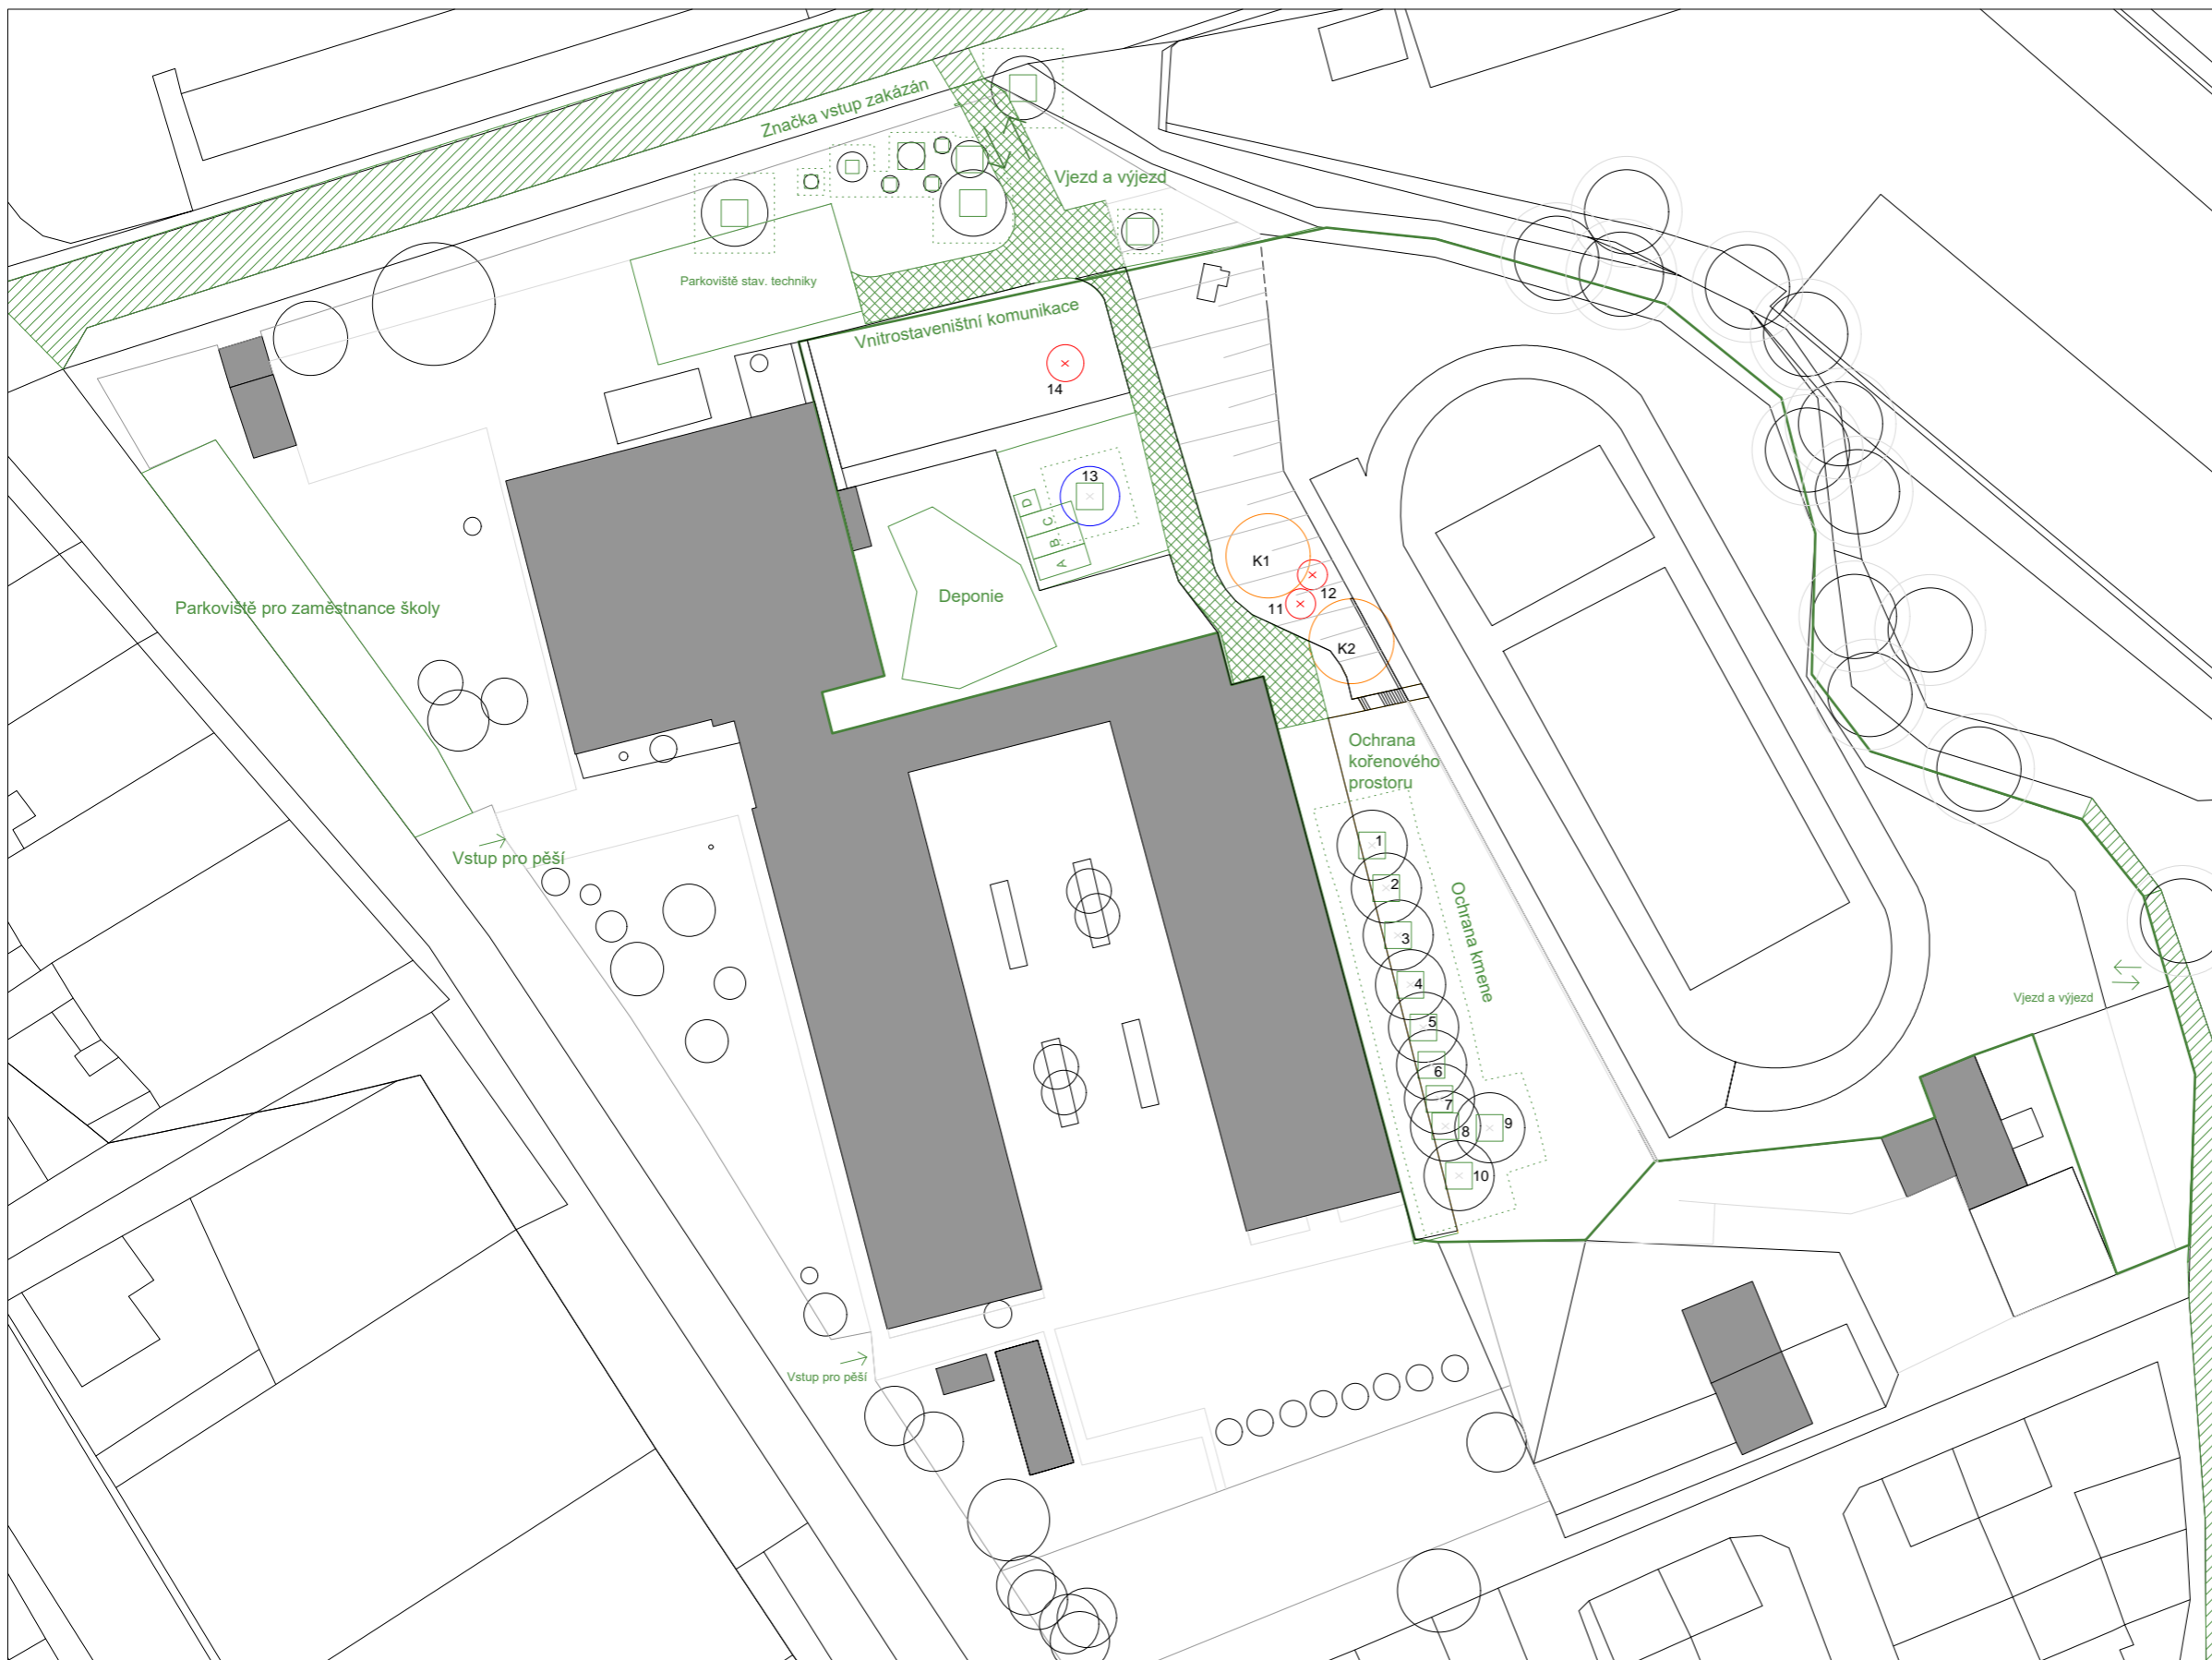 Značka vstup zakázán
Vjezd a výjezd
Parkoviště stav. techniky
Vnitrostaveništní komunikace
14
13
D
C
B
A
K1
12
11
K2
Deponie
Parkoviště pro zaměstnance školy
Ochrana
kořenového
prostoru
Vstup pro pěší
1
2
3
4
5
6
7
8
9
10
Ochrana kmene
Vjezd a výjezd
Vstup pro pěší